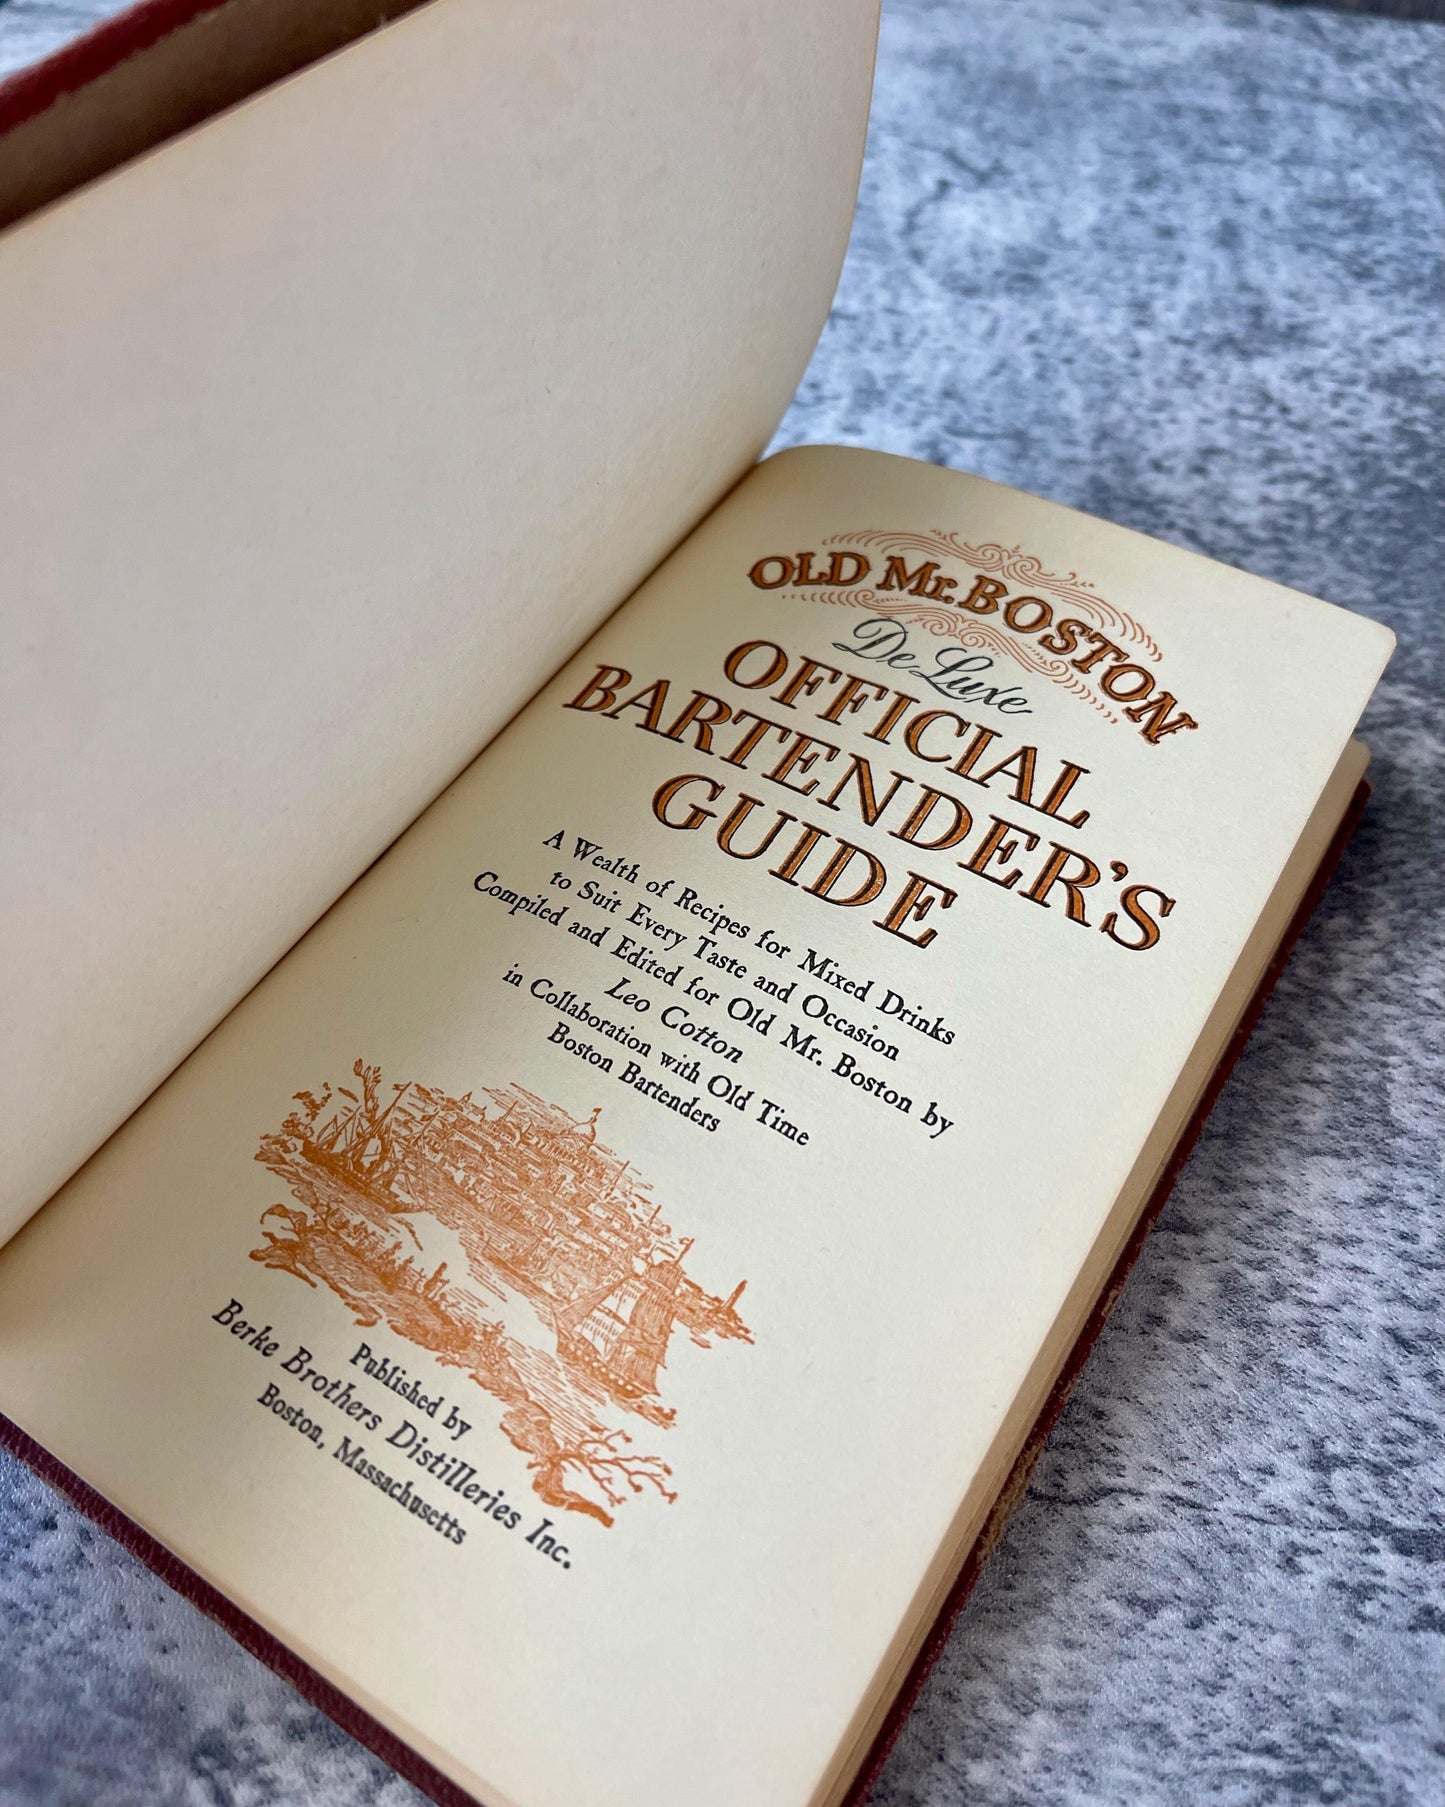 OLD Mr. BOSTON
De Luxe
OFFICIAL
BARTENDER'S
GUIDE
A Wealth of Recipes for Mixed Drinks
to Suit Every Taste and Occasion
Compiled and Edited for Old Mr. Boston by
Leo Cotton
in Collaboration with Old Time
Boston Bartenders
Published by
Berke Brothers Distilleries Inc.
Boston, Massachusetts